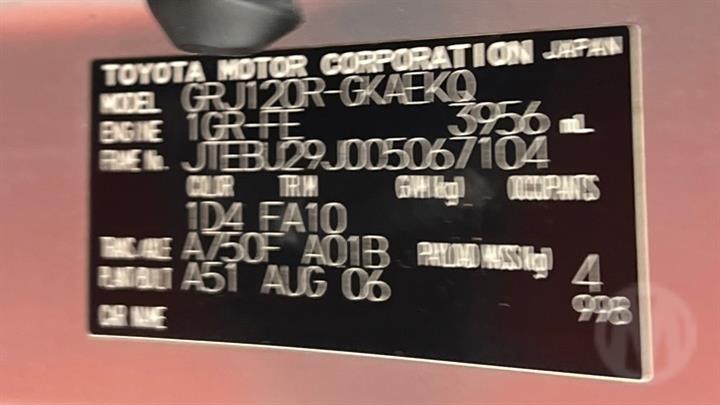 TOYOTA MOTOR CORPORATION JAPAN
MODEL GRJ120R-GKAEKQ
ENGINE 1GR-FE 3956 mL
FRAME No. JTEBU29J005067104
COLOR TRIM GVM(kg) OCCUPANTS
1D4 FA10
TRANS./AXLE A750F A01B PAYLOAD MASS(kg) 4
PLANT/BUILT A51 AUG 06 998
CAR NAME
M